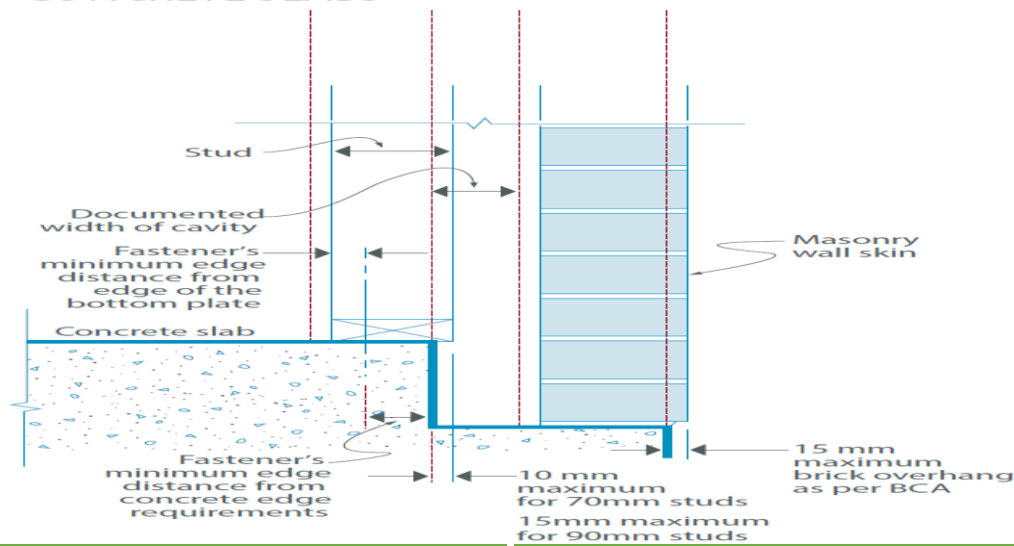 Stud
Documented
width of cavity
Fastener's
minimum edge
distance from
edge of the
bottom plate
Concrete slab
Masonry
wall skin
Fastener's
minimum edge
distance from
concrete edge
requirements
10 mm
maximum
for 70mm studs
15mm maximum
for 90mm studs
15 mm
maximum
brick overhang
as per BCA